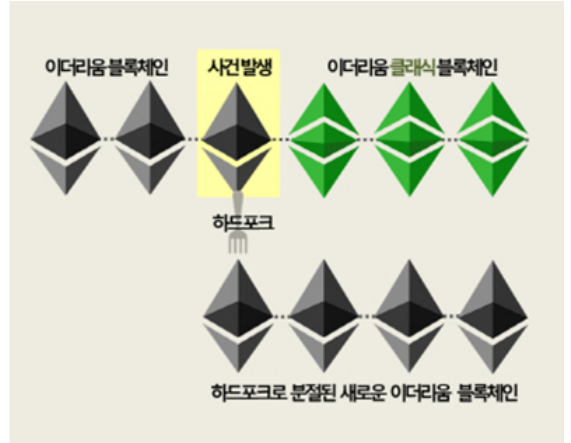 이더리움 블록체인
사건 발생
이더리움 클래식 블록체인
하드포크
하드포크로 분절된 새로운 이더리움 블록체인